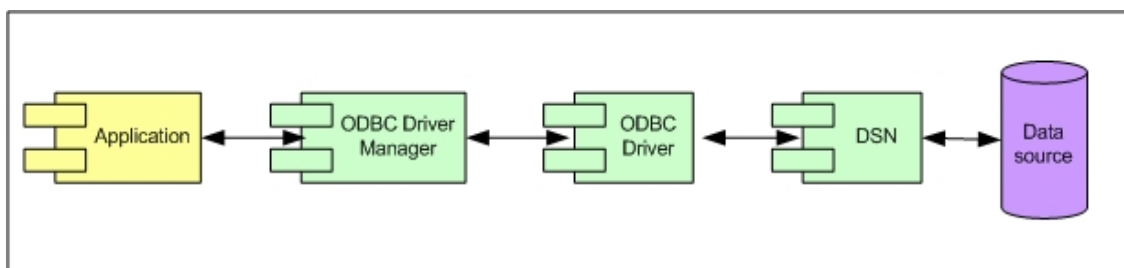 Application
ODBC Driver
Manager
ODBC
Driver
DSN
Data
source